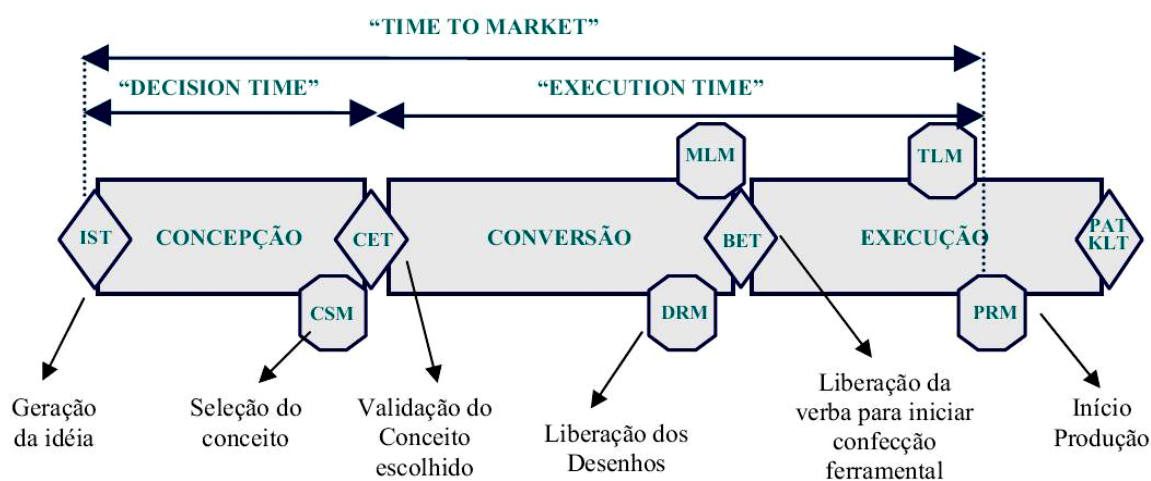 “TIME TO MARKET”
“DECISION TIME”
“EXECUTION TIME”
MLM
TLM
IST
CONCEPÇÃO
CET
CONVERSÃO
BET
EXECUÇÃO
PAT
KLT
CSM
DRM
PRM
Geração
da idéia
Seleção do
conceito
Validação do
Conceito
escolhido
Liberação dos
Desenhos
Liberação da
verba para iniciar
confecção
ferramental
Início
Produção